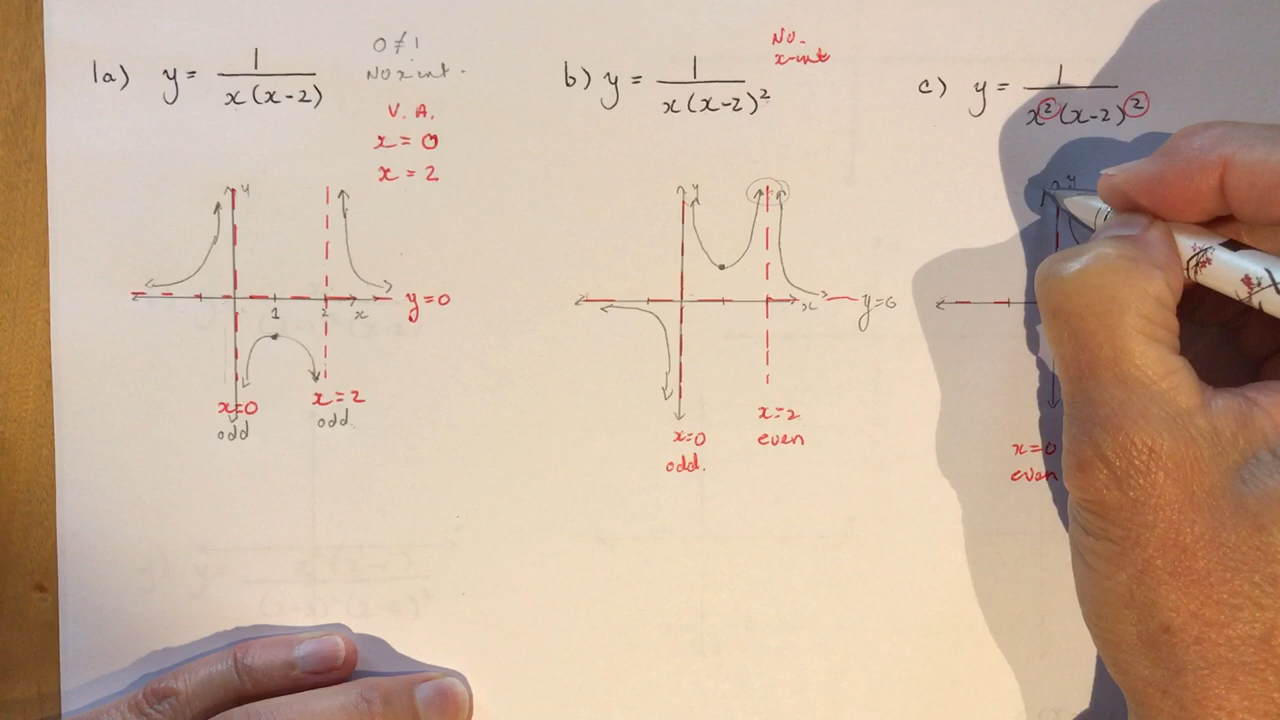 1a) y = 1 / x(x-2)
0 ≠ 1
No x int.
V. A.
x = 0
x = 2
y
y=0
1 2 x
x=0
odd
x=2
odd
b) y = 1 / x(x-2)²
No.
x-int
y
x
y=0
x=0
odd.
x=2
even
c) y = 1 / x²(x-2)²
y
x=0
even